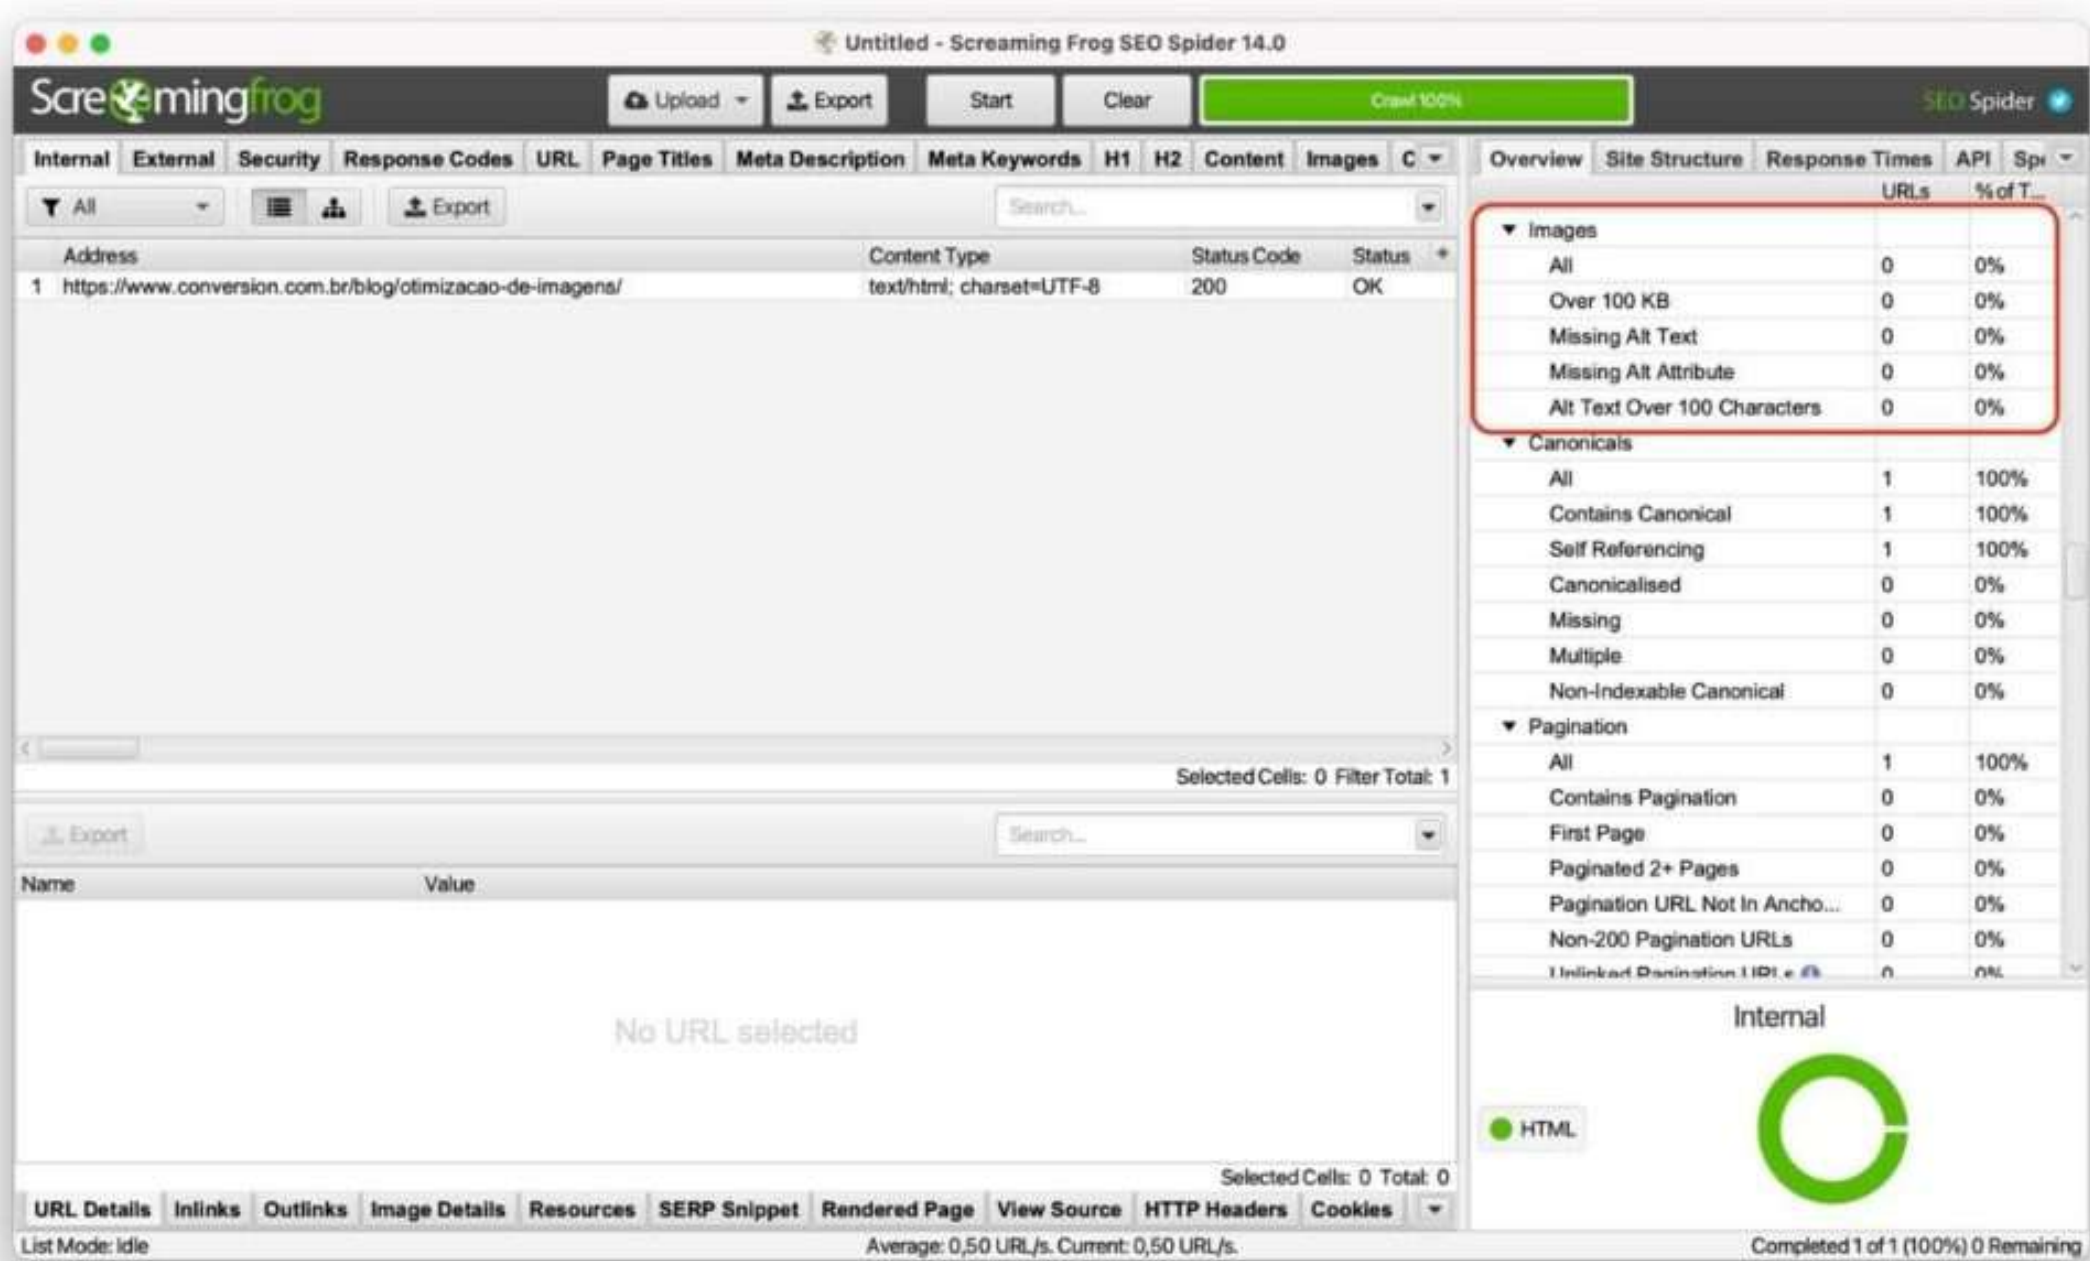 Untitled - Screaming Frog SEO Spider 14.0
Screamingfrog Upload Export Start Clear Crawl 100% SEO Spider
Internal External Security Response Codes URL Page Titles Meta Description Meta Keywords H1 H2 Content Images C
All Export Search...
Address Content Type Status Code Status +
1 https://www.conversion.com.br/blog/otimizacao-de-imagens/ text/html; charset=UTF-8 200 OK
Selected Cells: 0 Filter Total: 1
Export Search...
Name Value
No URL selected
Selected Cells: 0 Total: 0
URL Details Inlinks Outlinks Image Details Resources SERP Snippet Rendered Page View Source HTTP Headers Cookies
Overview Site Structure Response Times API Spi
URLs % of T...
Images
All 0 0%
Over 100 KB 0 0%
Missing Alt Text 0 0%
Missing Alt Attribute 0 0%
Alt Text Over 100 Characters 0 0%
Canonicals
All 1 100%
Contains Canonical 1 100%
Self Referencing 1 100%
Canonicalised 0 0%
Missing 0 0%
Multiple 0 0%
Non-Indexable Canonical 0 0%
Pagination
All 1 100%
Contains Pagination 0 0%
First Page 0 0%
Paginated 2+ Pages 0 0%
Pagination URL Not In Ancho... 0 0%
Non-200 Pagination URLs 0 0%
Unlinked Pagination URLs 0 0%
Internal
HTML
List Mode: Idle Average: 0,50 URL/s. Current: 0,50 URL/s. Completed 1 of 1 (100%) 0 Remaining